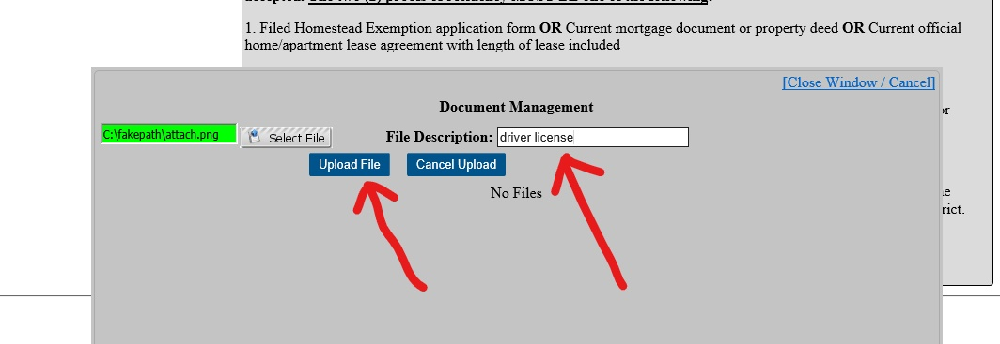 1. Filed Homestead Exemption application form OR Current mortgage document or property deed OR Current official
home/apartment lease agreement with length of lease included
[Close Window / Cancel]
Document Management
C:\fakepath\attach.png Select File File Description: driver license
Upload File Cancel Upload
No Files